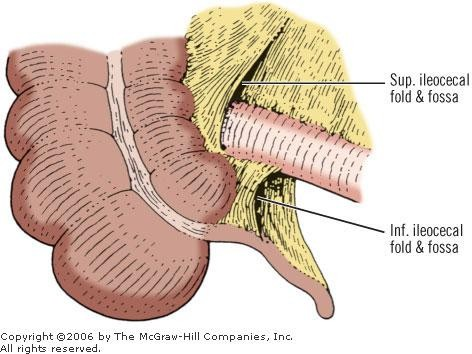 Sup. ileocecal
fold & fossa
Inf. ileocecal
fold & fossa
Copyright ©2006 by The McGraw-Hill Companies, Inc.
All rights reserved.